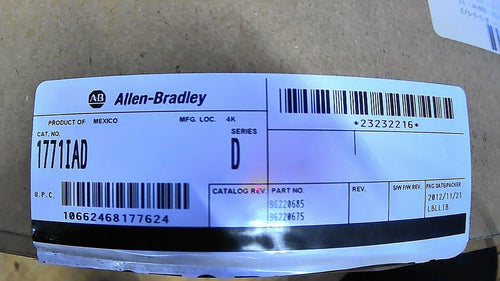 AB Allen-Bradley
PRODUCT OF MEXICO MFG. LOC. 4K
*23232216*
CAT. NO. SERIES
1771IAD D
U.P.C.
10662468177624
CATALOG REV. PART NO. REV. S/W F/W REV. PKG DATE/PACKER
96220685 2012/11/21
96220675 LBLLIB